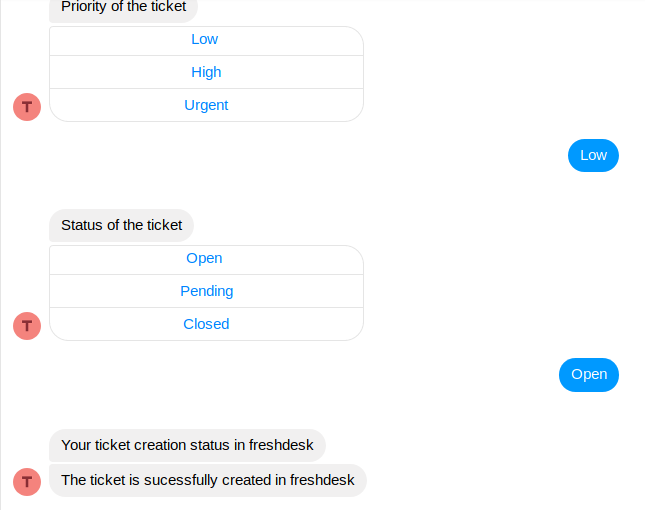 Priority of the ticket
Low
High
Urgent
T
Low
Status of the ticket
Open
Pending
Closed
T
Open
Your ticket creation status in freshdesk
The ticket is sucessfully created in freshdesk
T